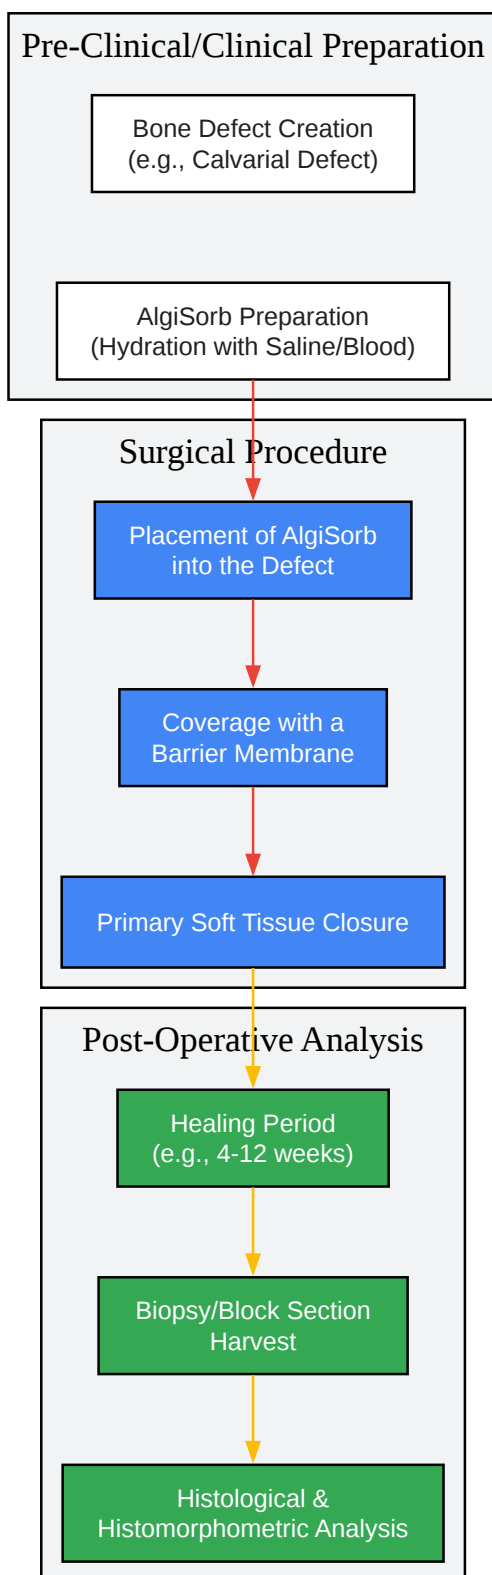 Pre-Clinical/Clinical Preparation
Bone Defect Creation
(e.g., Calvarial Defect)
AlgiSorb Preparation
(Hydration with Saline/Blood)
Surgical Procedure
Placement of AlgiSorb
into the Defect
Coverage with a
Barrier Membrane
Primary Soft Tissue Closure
Post-Operative Analysis
Healing Period
(e.g., 4-12 weeks)
Biopsy/Block Section
Harvest
Histological &
Histomorphometric Analysis